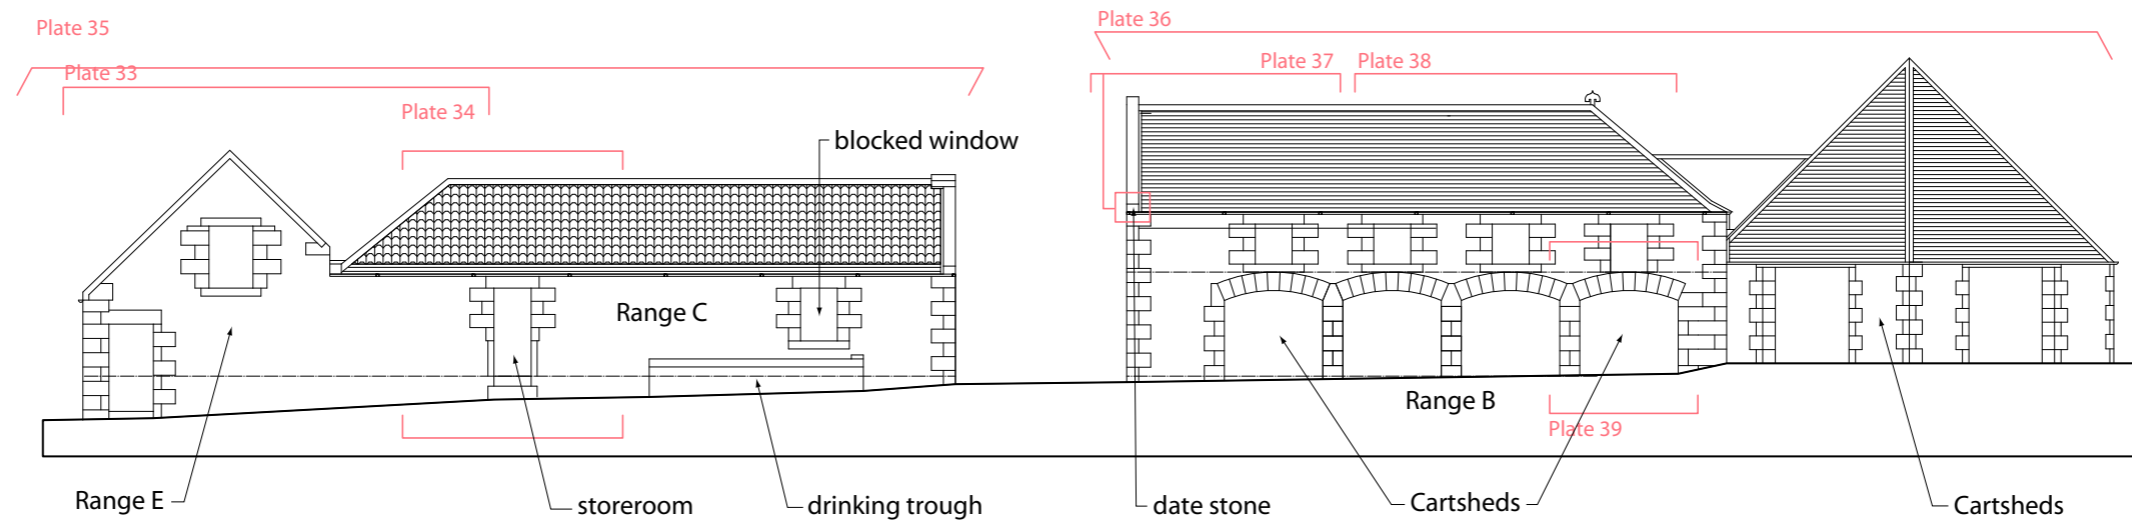 Plate 35
Plate 36
Plate 33
Plate 37
Plate 38
Plate 34
blocked window
Range C
Range B
Plate 39
Range E
storeroom
drinking trough
date stone
Cartsheds
Cartsheds